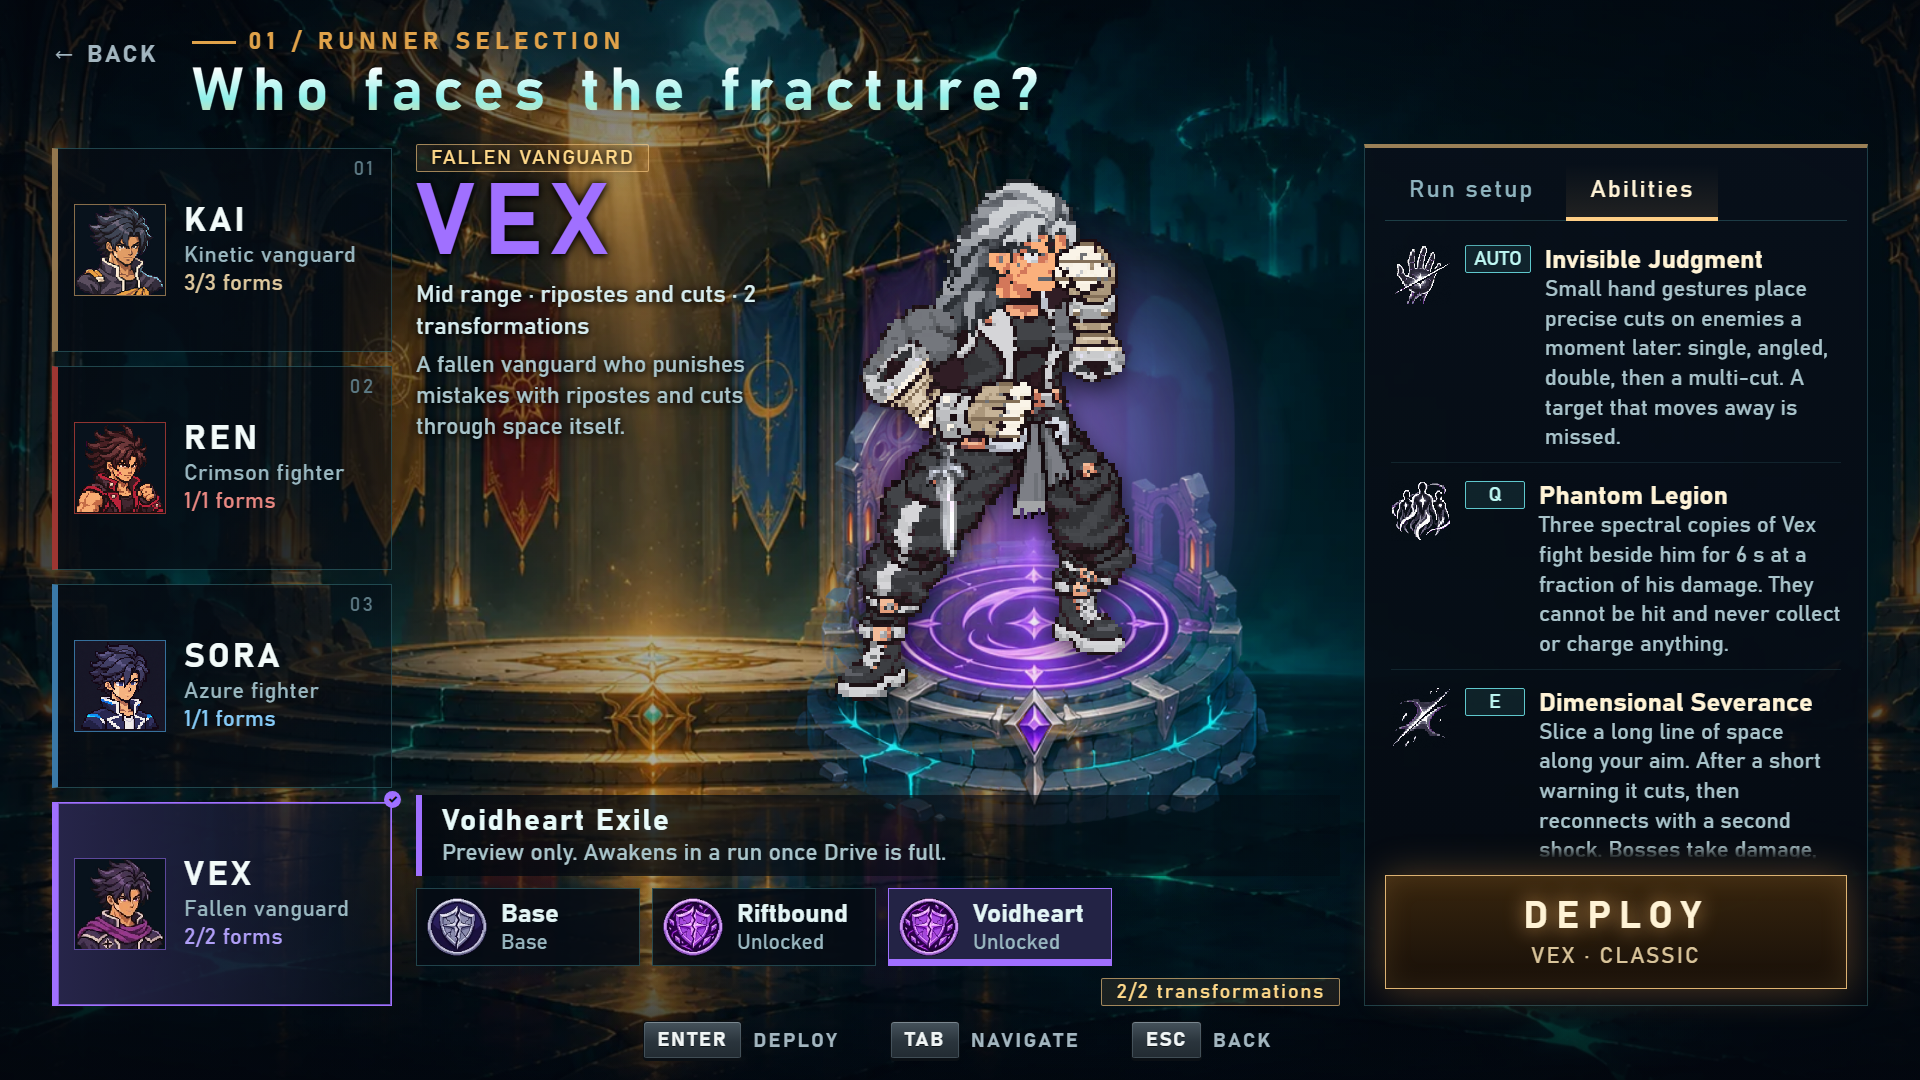 ← BACK
01 / RUNNER SELECTION
Who faces the fracture?
01
KAI
Kinetic vanguard
3/3 forms
02
REN
Crimson fighter
1/1 forms
03
SORA
Azure fighter
1/1 forms
VEX
Fallen vanguard
2/2 forms
FALLEN VANGUARD
VEX
Mid range · ripostes and cuts · 2
transformations
A fallen vanguard who punishes
mistakes with ripostes and cuts
through space itself.
Voidheart Exile
Preview only. Awakens in a run once Drive is full.
Base
Base
Riftbound
Unlocked
Voidheart
Unlocked
2/2 transformations
Run setup
Abilities
AUTO
Invisible Judgment
Small hand gestures place
precise cuts on enemies a
moment later: single, angled,
double, then a multi-cut. A
target that moves away is
missed.
Q
Phantom Legion
Three spectral copies of Vex
fight beside him for 6 s at a
fraction of his damage. They
cannot be hit and never collect
or charge anything.
E
Dimensional Severance
Slice a long line of space
along your aim. After a short
warning it cuts, then
reconnects with a second
shock. Bosses take damage.
DEPLOY
VEX · CLASSIC
ENTER DEPLOY
TAB NAVIGATE
ESC BACK